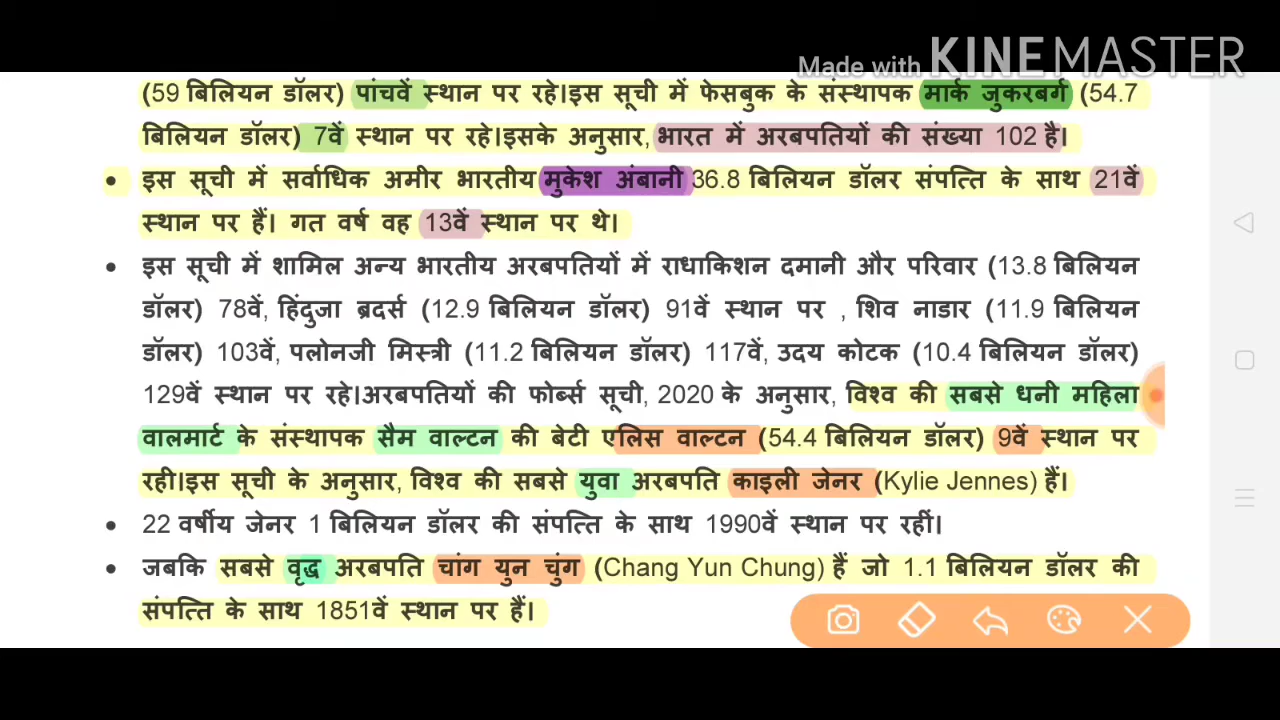 Made with KINEMASTER
(59 बिलियन डॉलर) पांचवें स्थान पर रहे।इस सूची में फेसबुक के संस्थापक मार्क जुकरबर्ग (54.7
बिलियन डॉलर) 7वें स्थान पर रहे।इसके अनुसार, भारत में अरबपतियों की संख्या 102 है।
• इस सूची में सर्वाधिक अमीर भारतीय मुकेश अंबानी 36.8 बिलियन डॉलर संपत्ति के साथ 21वें
स्थान पर हैं। गत वर्ष वह 13वें स्थान पर थे।
• इस सूची में शामिल अन्य भारतीय अरबपतियों में राधाकिशन दमानी और परिवार (13.8 बिलियन
डॉलर) 78वें, हिंदुजा ब्रदर्स (12.9 बिलियन डॉलर) 91वें स्थान पर , शिव नाडार (11.9 बिलियन
डॉलर) 103वें, पलोनजी मिस्त्री (11.2 बिलियन डॉलर) 117वें, उदय कोटक (10.4 बिलियन डॉलर)
129वें स्थान पर रहे।अरबपतियों की फोर्ब्स सूची, 2020 के अनुसार, विश्व की सबसे धनी महिला
वालमार्ट के संस्थापक सैम वाल्टन की बेटी एलिस वाल्टन (54.4 बिलियन डॉलर) 9वें स्थान पर
रही।इस सूची के अनुसार, विश्व की सबसे युवा अरबपति काइली जेनर (Kylie Jennes) हैं।
• 22 वर्षीय जेनर 1 बिलियन डॉलर की संपत्ति के साथ 1990वें स्थान पर रहीं।
• जबकि सबसे वृद्ध अरबपति चांग युन चुंग (Chang Yun Chung) हैं जो 1.1 बिलियन डॉलर की
संपत्ति के साथ 1851वें स्थान पर हैं।